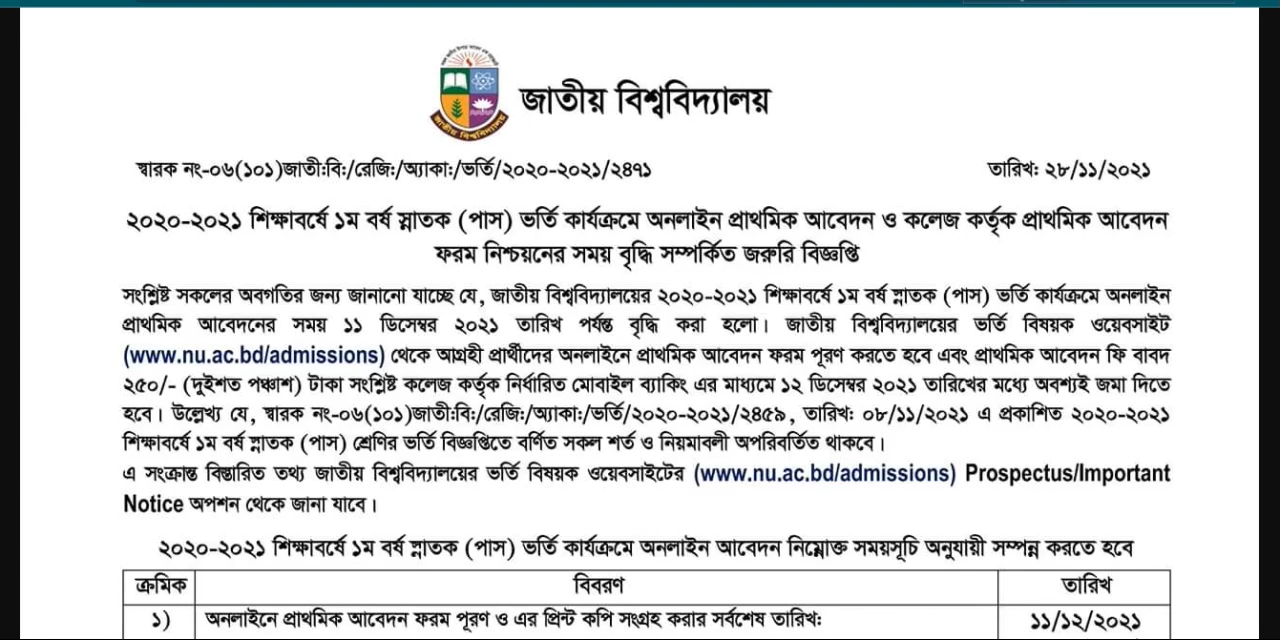 জাতীয় বিশ্ববিদ্যালয়
স্মারক নং-০৬(১০১)জাতী:বি:/রেজি:/অ্যাকা:/ভর্তি/২০২০-২০২১/২৪৭১ তারিখ: ২৮/১১/২০২১
২০২০-২০২১ শিক্ষাবর্ষে ১ম বর্ষ স্নাতক (পাস) ভর্তি কার্যক্রমে অনলাইন প্রাথমিক আবেদন ও কলেজ কর্তৃক প্রাথমিক আবেদন
ফরম নিশ্চয়নের সময় বৃদ্ধি সম্পর্কিত জরুরি বিজ্ঞপ্তি
সংশ্লিষ্ট সকলের অবগতির জন্য জানানো যাচ্ছে যে, জাতীয় বিশ্ববিদ্যালয়ের ২০২০-২০২১ শিক্ষাবর্ষে ১ম বর্ষ স্নাতক (পাস) ভর্তি কার্যক্রমে অনলাইন
প্রাথমিক আবেদনের সময় ১১ ডিসেম্বর ২০২১ তারিখ পর্যন্ত বৃদ্ধি করা হলো। জাতীয় বিশ্ববিদ্যালয়ের ভর্তি বিষয়ক ওয়েবসাইট
(www.nu.ac.bd/admissions) থেকে আগ্রহী প্রার্থীদের অনলাইনে প্রাথমিক আবেদন ফরম পূরণ করতে হবে এবং প্রাথমিক আবেদন ফি বাবদ
২৫০/- (দুইশত পঞ্চাশ) টাকা সংশ্লিষ্ট কলেজ কর্তৃক নির্ধারিত মোবাইল ব্যাকিং এর মাধ্যমে ১২ ডিসেম্বর ২০২১ তারিখের মধ্যে অবশ্যই জমা দিতে
হবে। উল্লেখ্য যে, স্মারক নং-০৬(১০১)জাতী:বি:/রেজি:/অ্যাকা:/ভর্তি/২০২০-২০২১/২৪৫৯, তারিখ: ০৮/১১/২০২১ এ প্রকাশিত ২০২০-২০২১
শিক্ষাবর্ষে ১ম বর্ষ স্নাতক (পাস) শ্রেণির ভর্তি বিজ্ঞপ্তিতে বর্ণিত সকল শর্ত ও নিয়মাবলী অপরিবর্তিত থাকবে।
এ সংক্রান্ত বিস্তারিত তথ্য জাতীয় বিশ্ববিদ্যালয়ের ভর্তি বিষয়ক ওয়েবসাইটের (www.nu.ac.bd/admissions) Prospectus/Important
Notice অপশন থেকে জানা যাবে।
২০২০-২০২১ শিক্ষাবর্ষে ১ম বর্ষ স্নাতক (পাস) ভর্তি কার্যক্রমে অনলাইন আবেদন নিম্নোক্ত সময়সূচি অনুযায়ী সম্পন্ন করতে হবে
ক্রমিক বিবরণ তারিখ
১) অনলাইনে প্রাথমিক আবেদন ফরম পূরণ ও এর প্রিন্ট কপি সংগ্রহ করার সর্বশেষ তারিখ: ১১/১২/২০২১